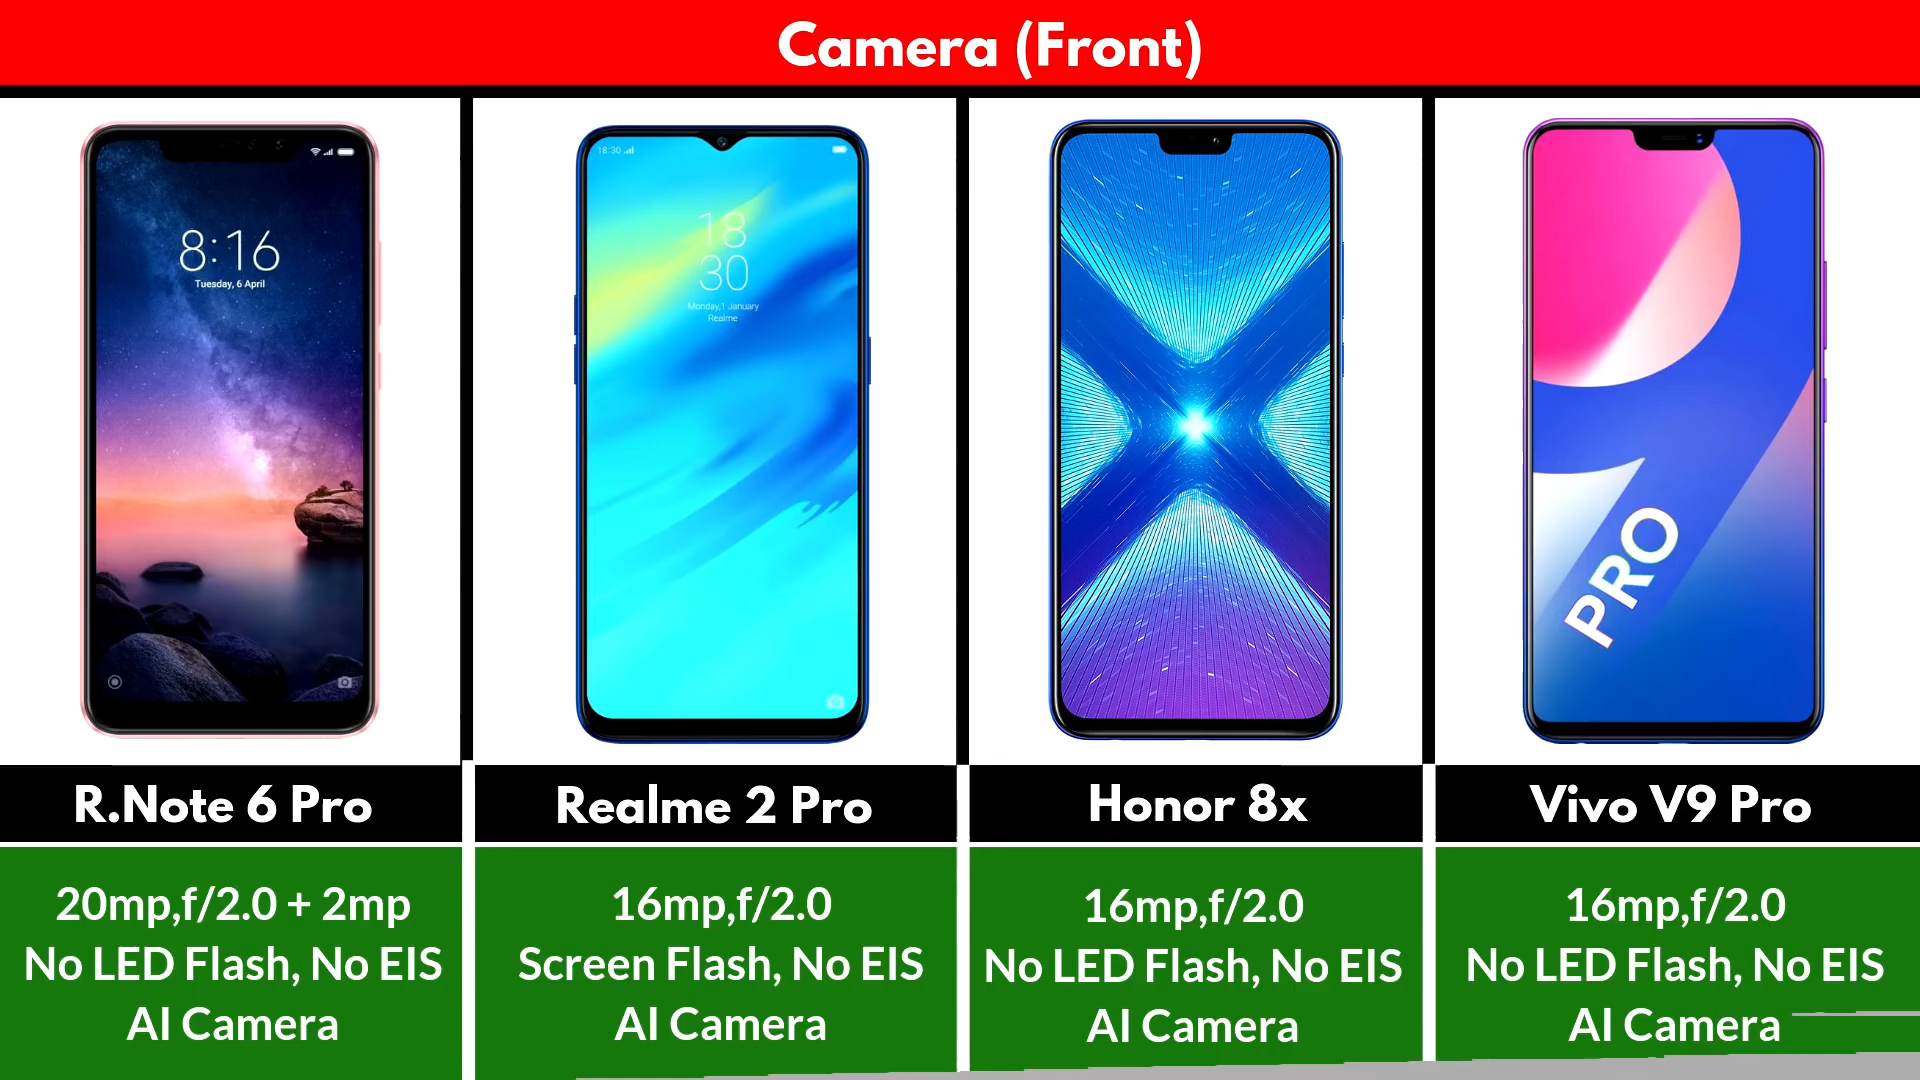 Camera (Front)
8:16
Tuesday, 6 April
18:30
18
30
Monday,1 January
Realme
PRO
R.Note 6 Pro
Realme 2 Pro
Honor 8x
Vivo V9 Pro
20mp,f/2.0 + 2mp
No LED Flash, No EIS
AI Camera
16mp,f/2.0
Screen Flash, No EIS
AI Camera
16mp,f/2.0
No LED Flash, No EIS
AI Camera
16mp,f/2.0
No LED Flash, No EIS
AI Camera